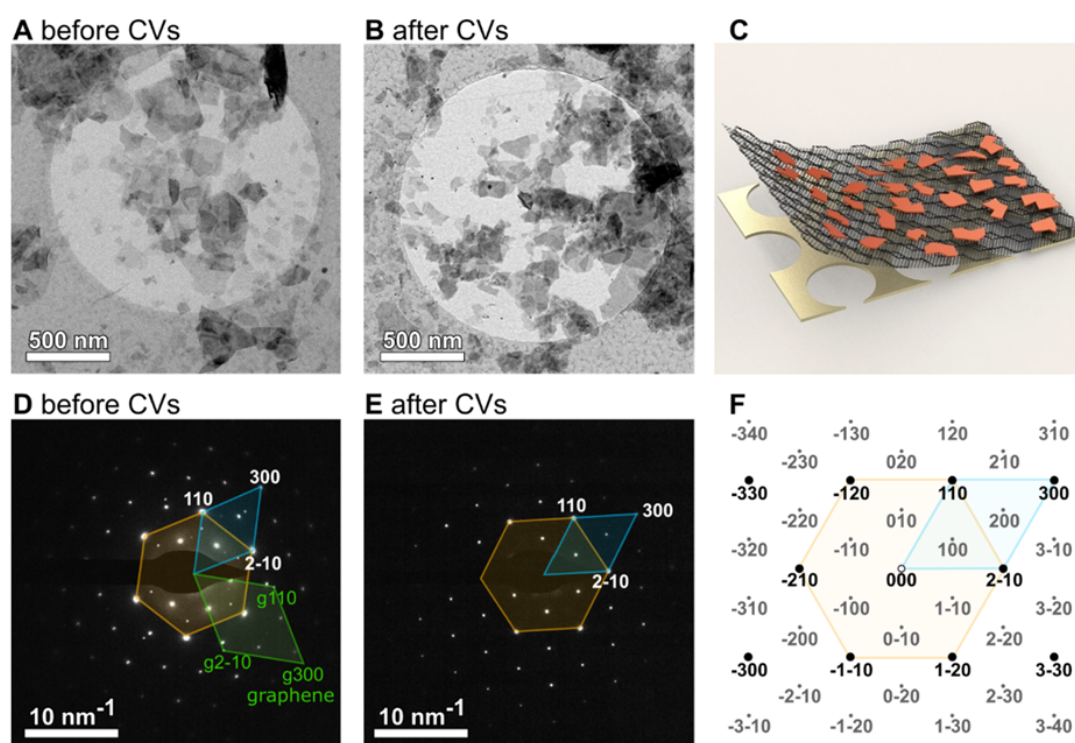 A before CVs
500 nm
B after CVs
500 nm
C
D before CVs
300
110
2-10
g110
g2-10
g300
graphene
10 nm-1
E after CVs
110
300
2-10
10 nm-1
F
-340 -130 120 310
-230 020 210
-330 -120 110 300
-220 010 200
-320 -110 100 3-10
-210 000 2-10
-310 -100 1-10 3-20
-200 0-10 2-20
-300 -1-10 1-20 3-30
-2-10 0-20 2-30
-3-10 -1-20 1-30 3-40